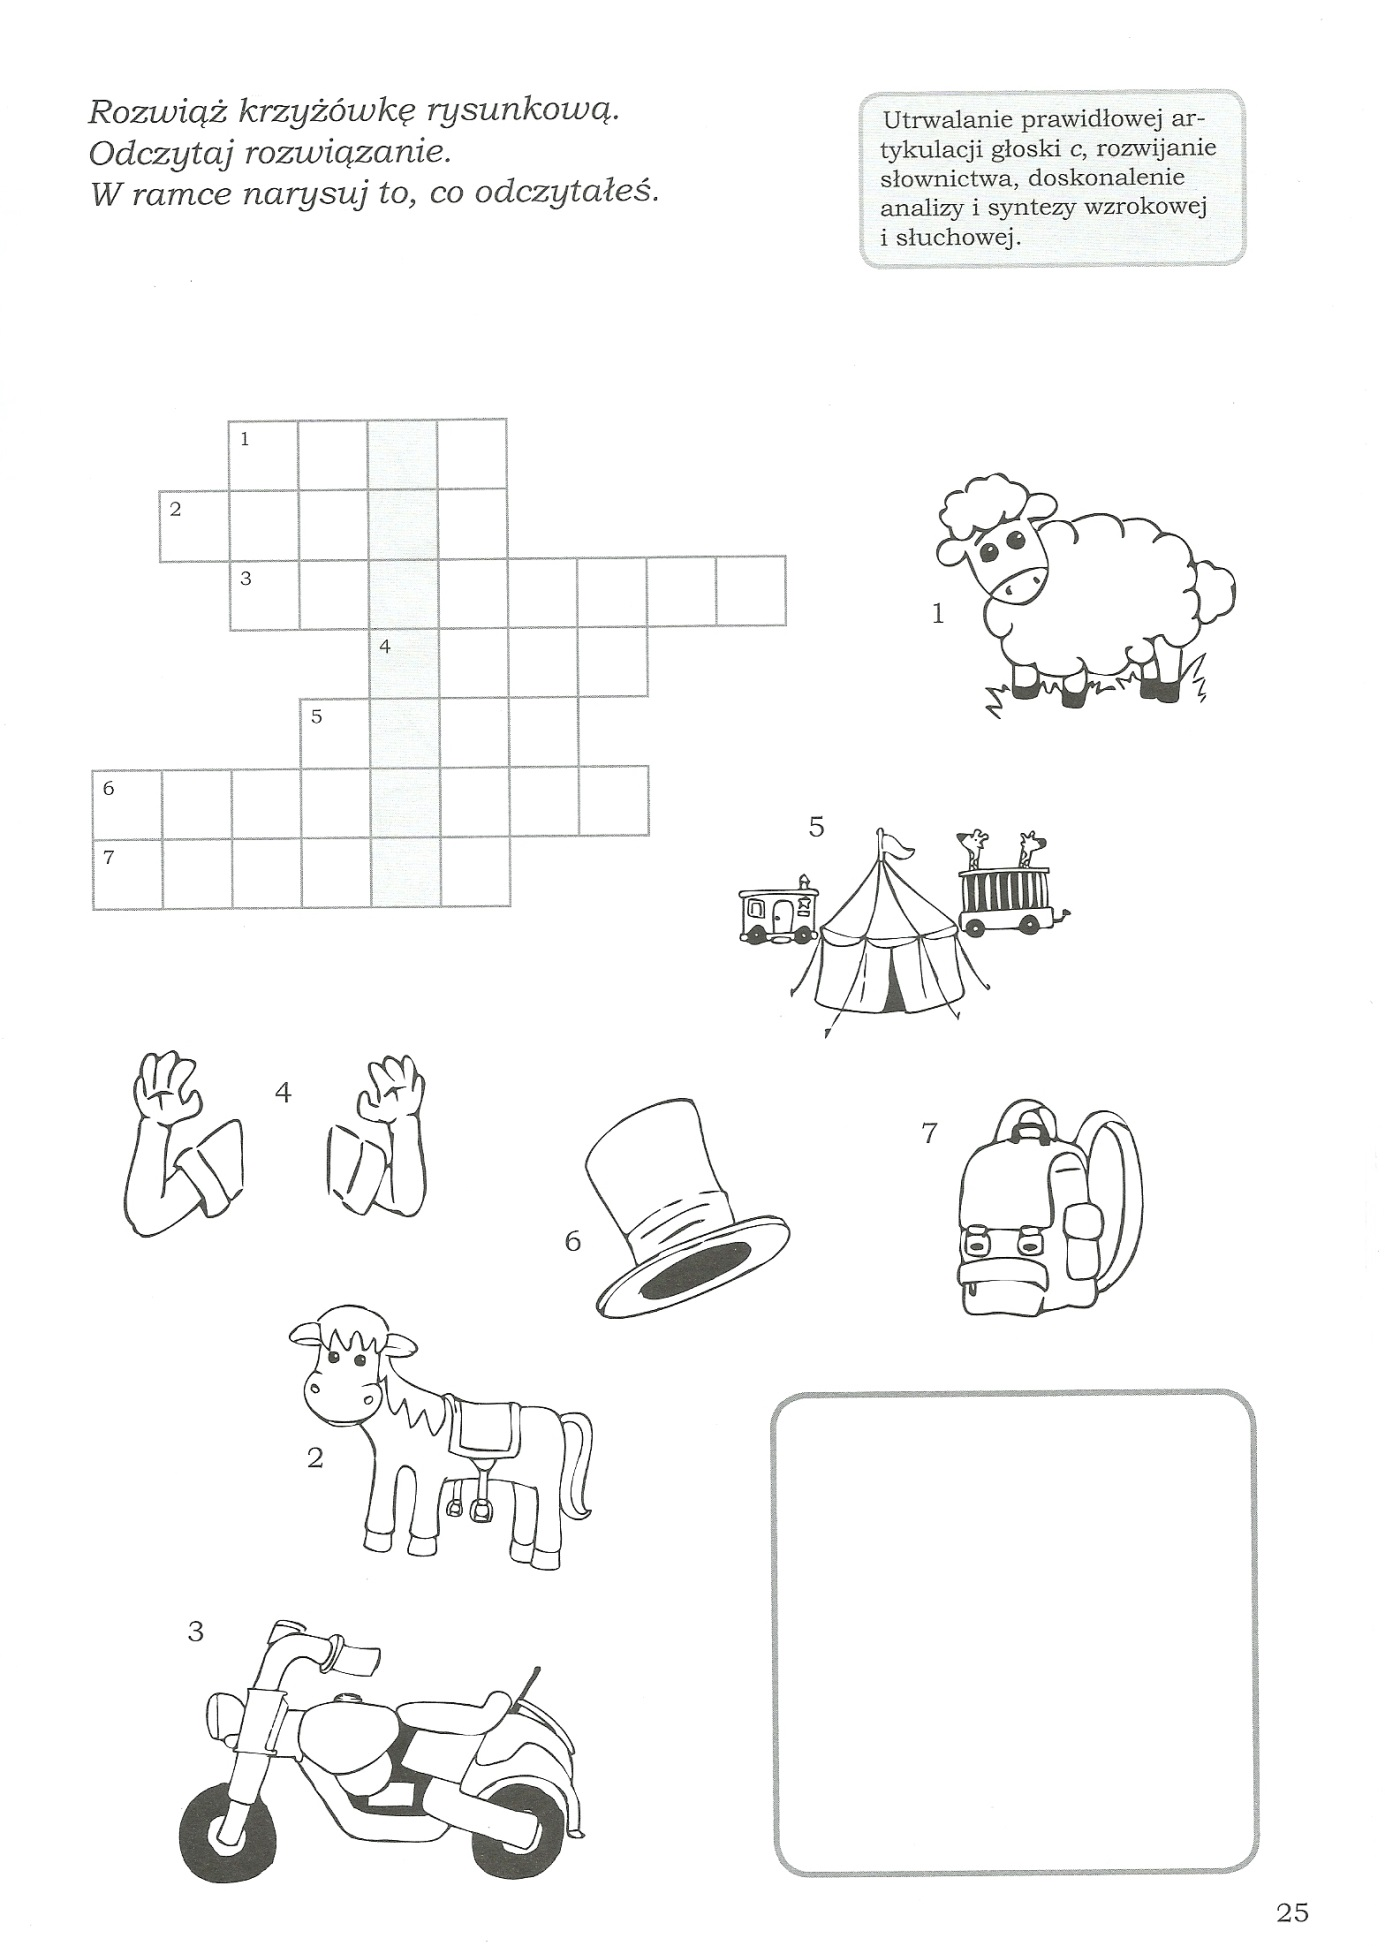 Rozwiąż krzyżówkę rysunkową.
Odczytaj rozwiązanie.
W ramce narysuj to, co odczytałeś.
Utrwalanie prawidłowej ar-
tykulacji głoski c, rozwijanie
słownictwa, doskonalenie
analizy i syntezy wzrokowej
i słuchowej.
1
2
3
4
5
6
7
1
5
4
7
6
2
3
25